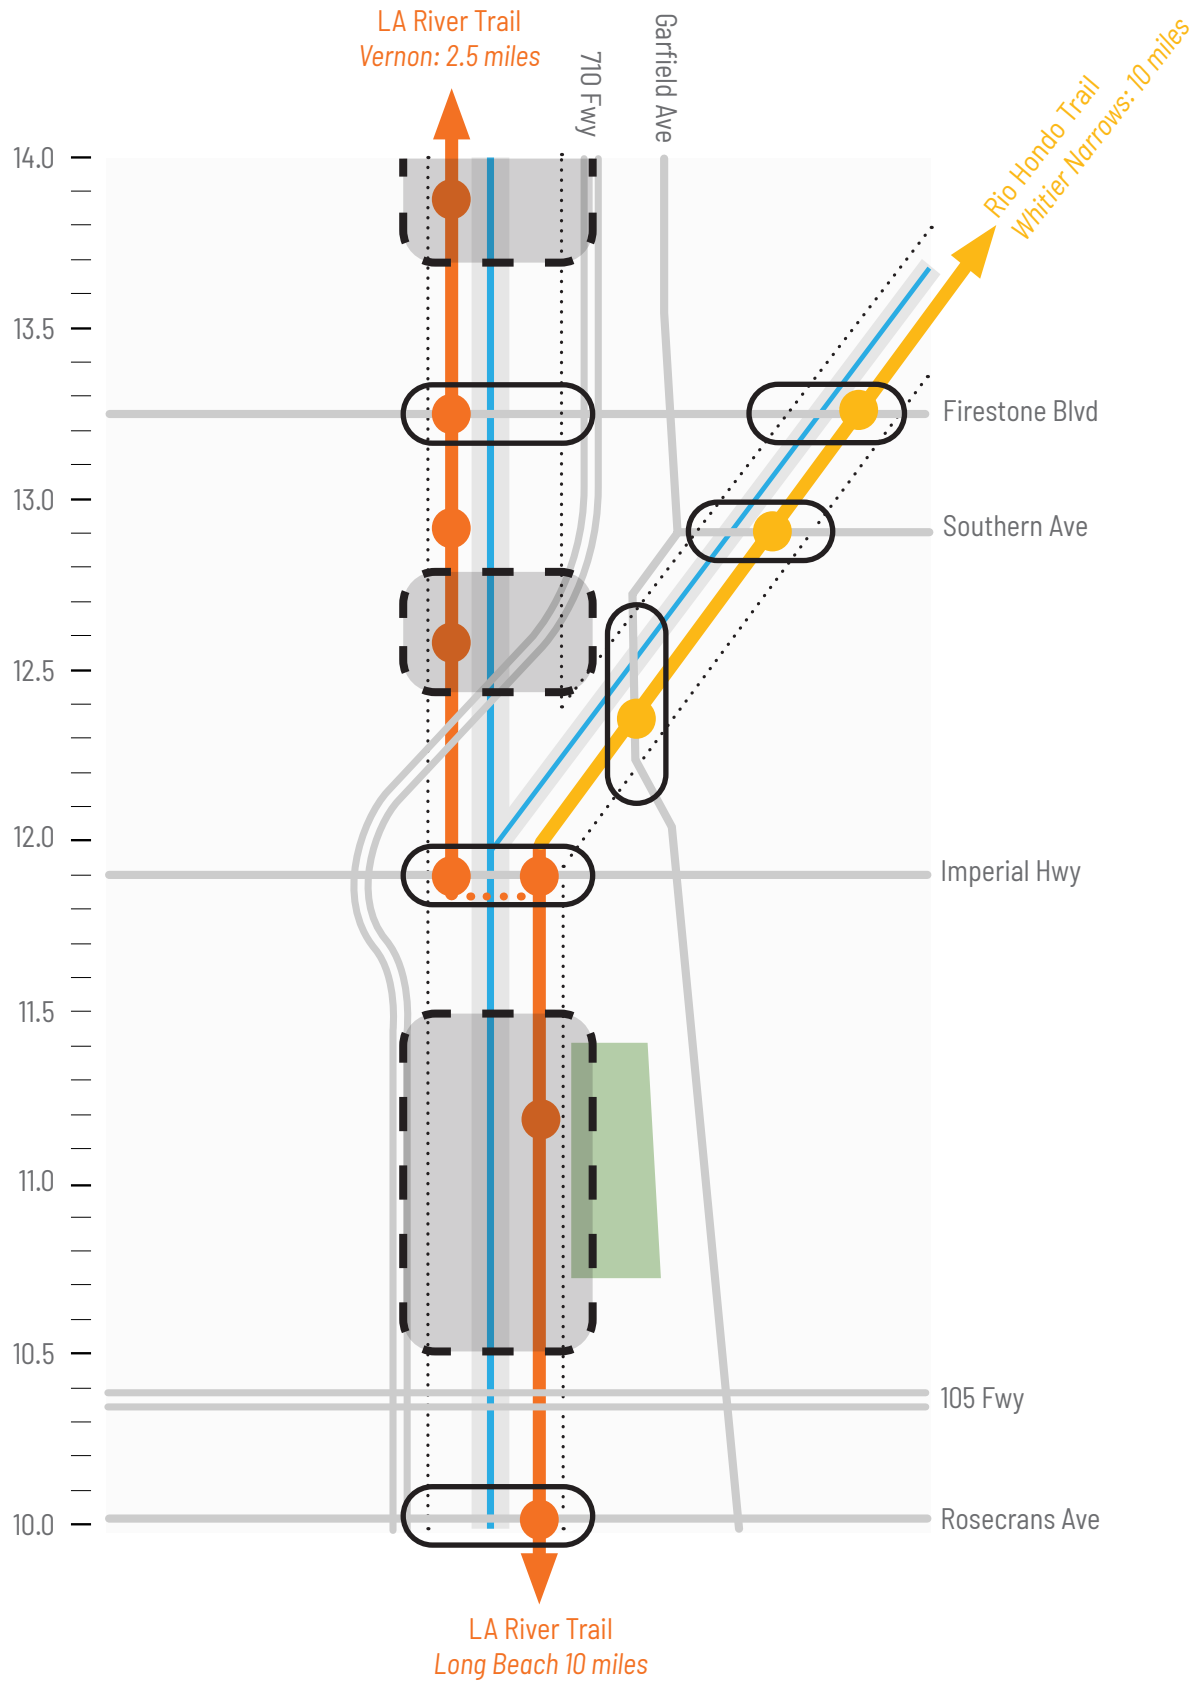 LA River Trail
Vernon: 2.5 miles
710 Fwy
Garfield Ave
Rio Hondo Trail
Whitier Narrows: 10 miles
14.0
13.5
Firestone Blvd
13.0
Southern Ave
12.5
12.0
Imperial Hwy
11.5
11.0
10.5
105 Fwy
10.0
Rosecrans Ave
LA River Trail
Long Beach 10 miles